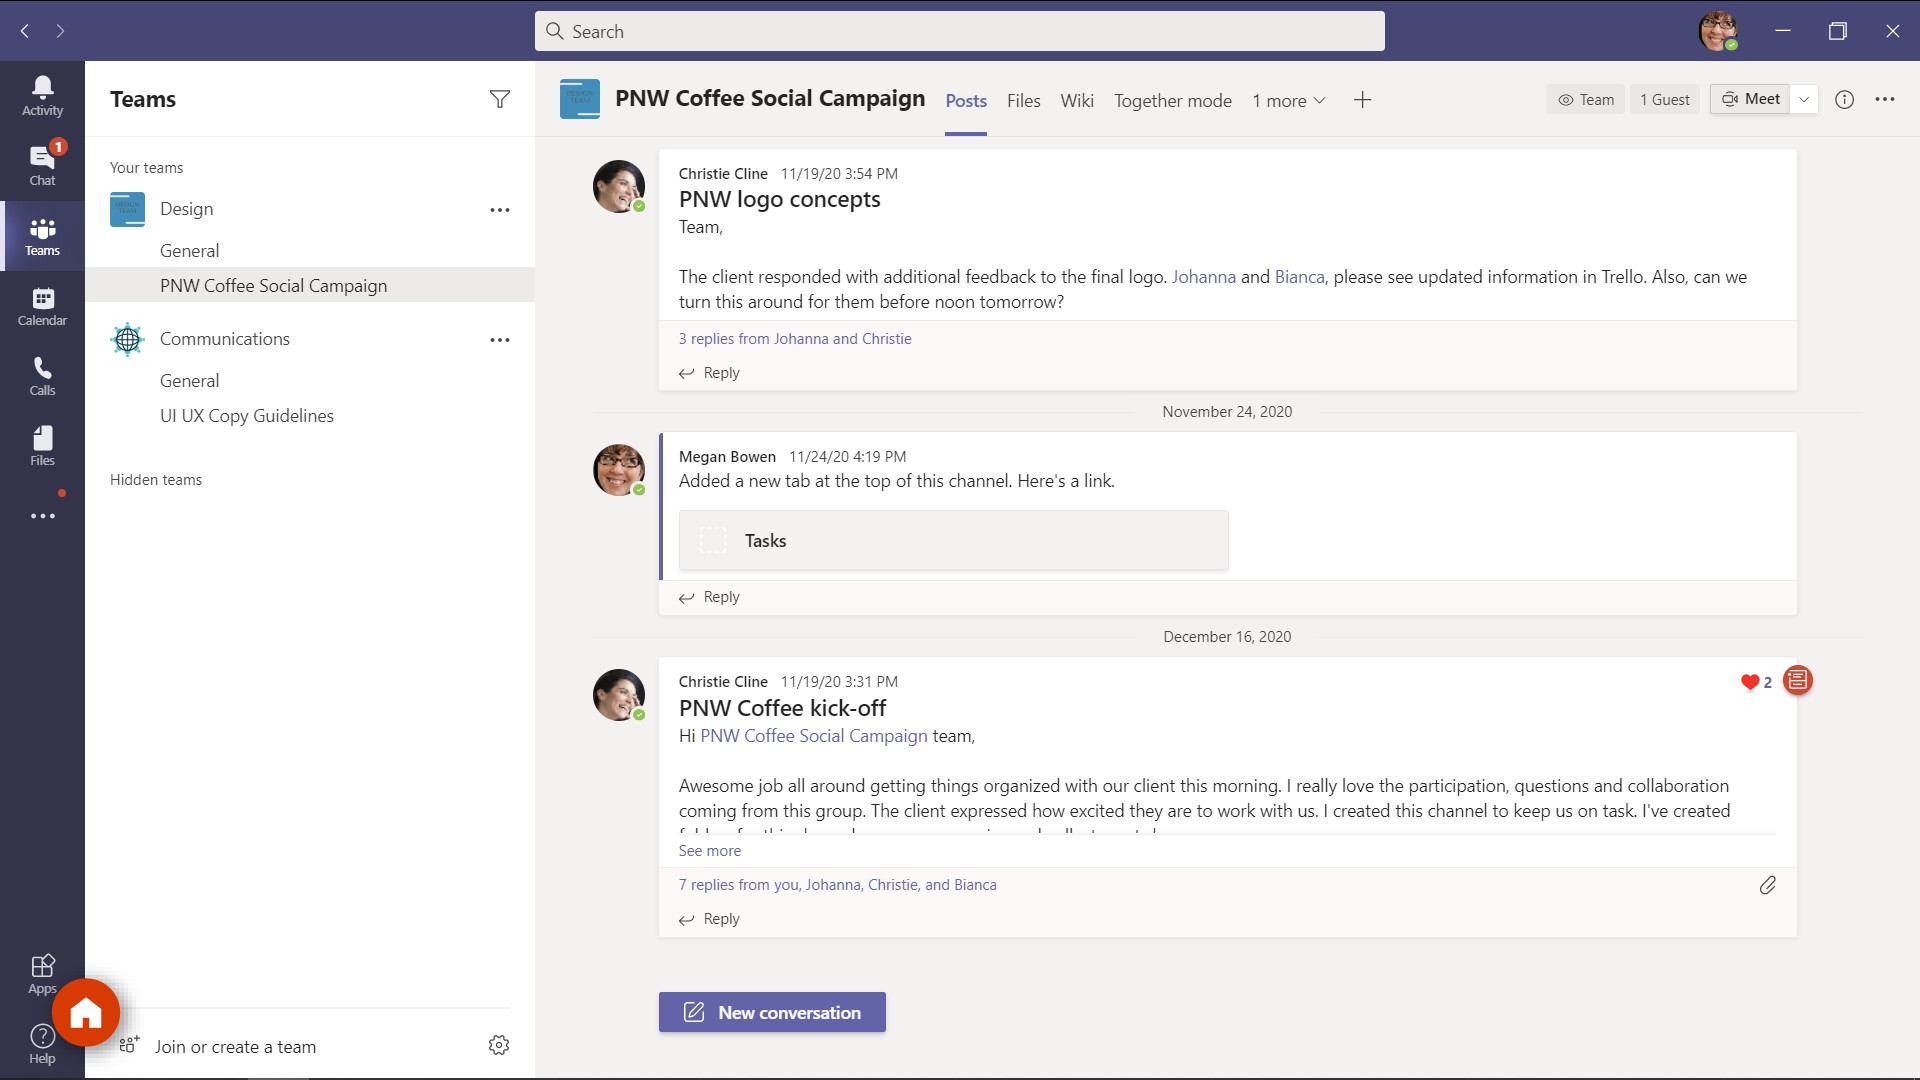 Search
Activity
1
Chat
Teams
Calendar
Calls
Files
Apps
Help
Teams
Your teams
Design
General
PNW Coffee Social Campaign
Communications
General
UI UX Copy Guidelines
Hidden teams
Join or create a team
DESIGN TEAM
PNW Coffee Social Campaign
Posts
Files
Wiki
Together mode
1 more
Team
1 Guest
Meet
Christie Cline 11/19/20 3:54 PM
PNW logo concepts
Team,
The client responded with additional feedback to the final logo. Johanna and Bianca, please see updated information in Trello. Also, can we
turn this around for them before noon tomorrow?
3 replies from Johanna and Christie
Reply
November 24, 2020
Megan Bowen 11/24/20 4:19 PM
Added a new tab at the top of this channel. Here's a link.
Tasks
Reply
December 16, 2020
Christie Cline 11/19/20 3:31 PM
2
PNW Coffee kick-off
Hi PNW Coffee Social Campaign team,
Awesome job all around getting things organized with our client this morning. I really love the participation, questions and collaboration
coming from this group. The client expressed how excited they are to work with us. I created this channel to keep us on task. I've created
See more
7 replies from you, Johanna, Christie, and Bianca
Reply
New conversation